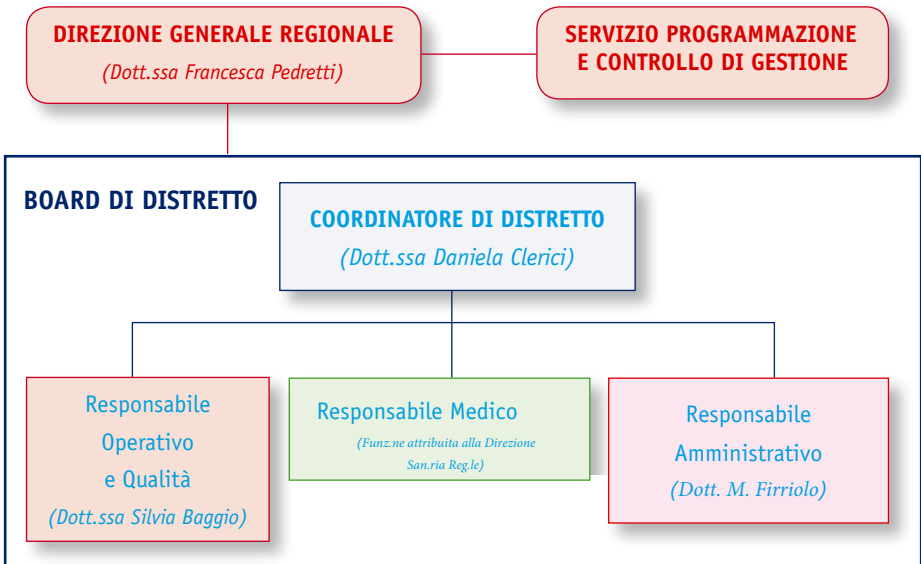 DIREZIONE GENERALE REGIONALE
(Dott.ssa Francesca Pedretti)
SERVIZIO PROGRAMMAZIONE
E CONTROLLO DI GESTIONE
BOARD DI DISTRETTO
COORDINATORE DI DISTRETTO
(Dott.ssa Daniela Clerici)
Responsabile
Operativo
e Qualità
(Dott.ssa Silvia Baggio)
Responsabile Medico
(Funz.ne attribuita alla Direzione
San.ria Reg.le)
Responsabile
Amministrativo
(Dott. M. Firriolo)